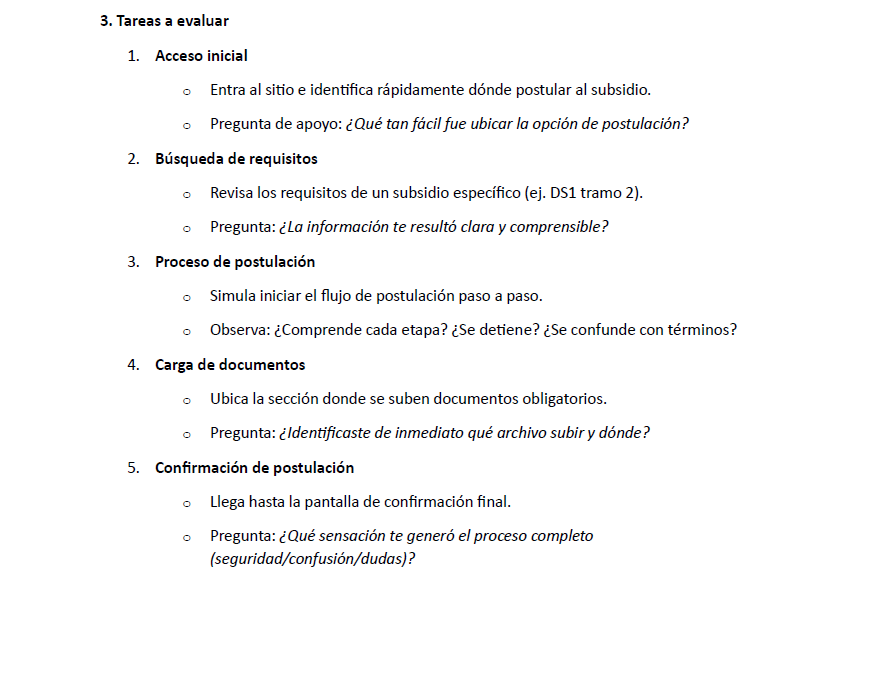 3. Tareas a evaluar
1. Acceso inicial
o Entra al sitio e identifica rápidamente dónde postular al subsidio.
o Pregunta de apoyo: ¿Qué tan fácil fue ubicar la opción de postulación?
2. Búsqueda de requisitos
o Revisa los requisitos de un subsidio específico (ej. DS1 tramo 2).
o Pregunta: ¿La información te resultó clara y comprensible?
3. Proceso de postulación
o Simula iniciar el flujo de postulación paso a paso.
o Observa: ¿Comprende cada etapa? ¿Se detiene? ¿Se confunde con términos?
4. Carga de documentos
o Ubica la sección donde se suben documentos obligatorios.
o Pregunta: ¿Identificaste de inmediato qué archivo subir y dónde?
5. Confirmación de postulación
o Llega hasta la pantalla de confirmación final.
o Pregunta: ¿Qué sensación te generó el proceso completo
(seguridad/confusión/dudas)?